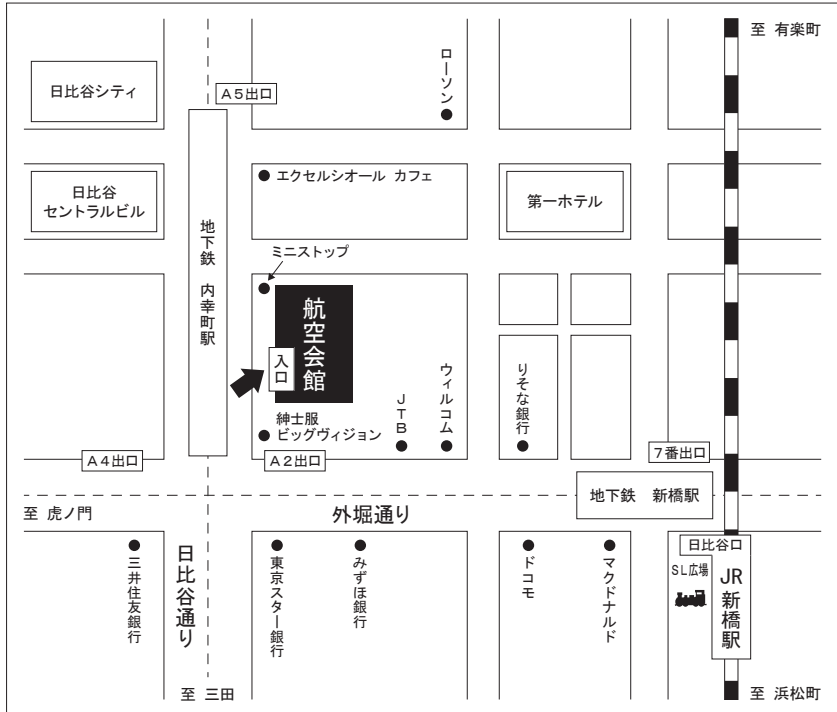 至 有楽町
日比谷シティ
A5出口
ローソン
日比谷
セントラルビル
エクセルシオール カフェ
第一ホテル
地下鉄 内幸町駅
ミニストップ
航空会館
入口
紳士服
ビッグヴィジョン
JTB
ウィルコム
りそな銀行
A4出口
A2出口
7番出口
地下鉄 新橋駅
至 虎ノ門
外堀通り
日比谷口
三井住友銀行
日比谷通り
東京スター銀行
みずほ銀行
ドコモ
マクドナルド
SL広場
JR新橋駅
至 三田
至 浜松町